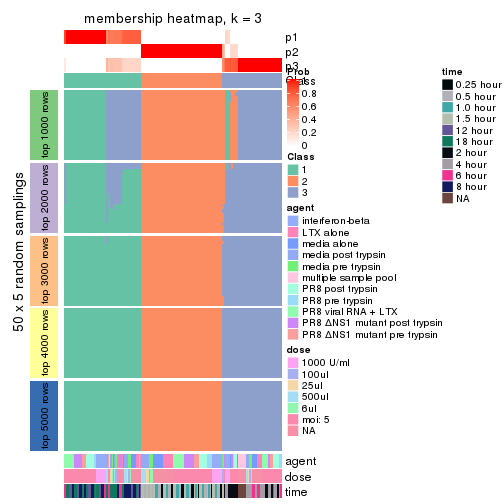 membership heatmap, k = 3
p1
p2
p3
Class
50 x 5 random samplings
top 1000 rows
top 2000 rows
top 3000 rows
top 4000 rows
top 5000 rows
agent
dose
time
Prob
1
0.8
0.6
0.4
0.2
0
Class
1
2
3
agent
interferon-beta
LTX alone
media alone
media post trypsin
media pre trypsin
multiple sample pool
PR8 post trypsin
PR8 pre trypsin
PR8 viral RNA + LTX
PR8 ΔNS1 mutant post trypsin
PR8 ΔNS1 mutant pre trypsin
dose
1000 U/ml
100ul
25ul
500ul
6ul
moi: 5
NA
time
0.25 hour
0.5 hour
1.0 hour
1.5 hour
12 hour
18 hour
2 hour
4 hour
6 hour
8 hour
NA